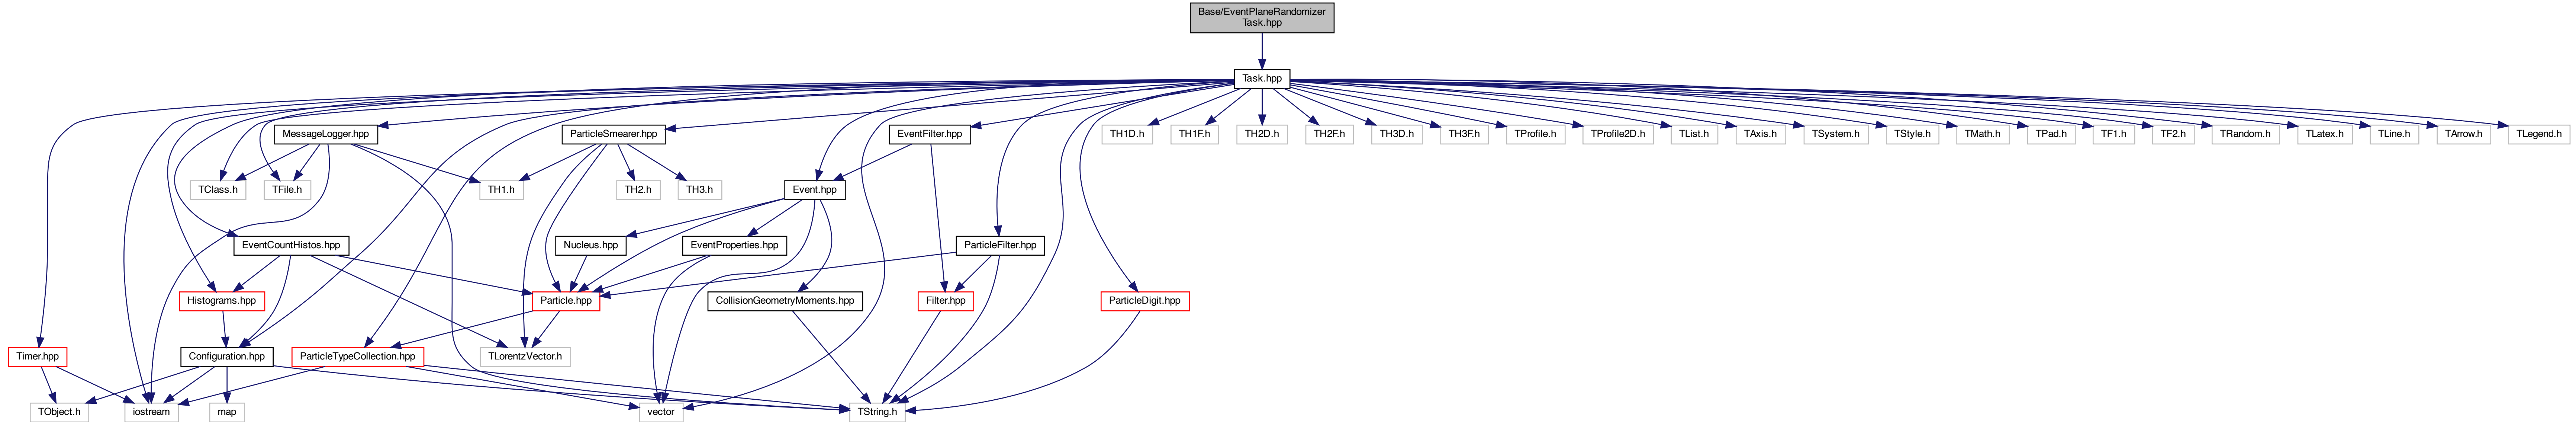 Base/EventPlaneRandomizer
Task.hpp
Task.hpp
MessageLogger.hpp
ParticleSmearer.hpp
EventFilter.hpp
TH1D.h
TH1F.h
TH2D.h
TH2F.h
TH3D.h
TH3F.h
TProfile.h
TProfile2D.h
TList.h
TAxis.h
TSystem.h
TStyle.h
TMath.h
TPad.h
TF1.h
TF2.h
TRandom.h
TLatex.h
TLine.h
TArrow.h
TLegend.h
TClass.h
TFile.h
TH1.h
TH2.h
TH3.h
Event.hpp
EventCountHistos.hpp
Nucleus.hpp
EventProperties.hpp
ParticleFilter.hpp
Histograms.hpp
Particle.hpp
CollisionGeometryMoments.hpp
Filter.hpp
ParticleDigit.hpp
Timer.hpp
Configuration.hpp
ParticleTypeCollection.hpp
TLorentzVector.h
TObject.h
iostream
map
vector
TString.h